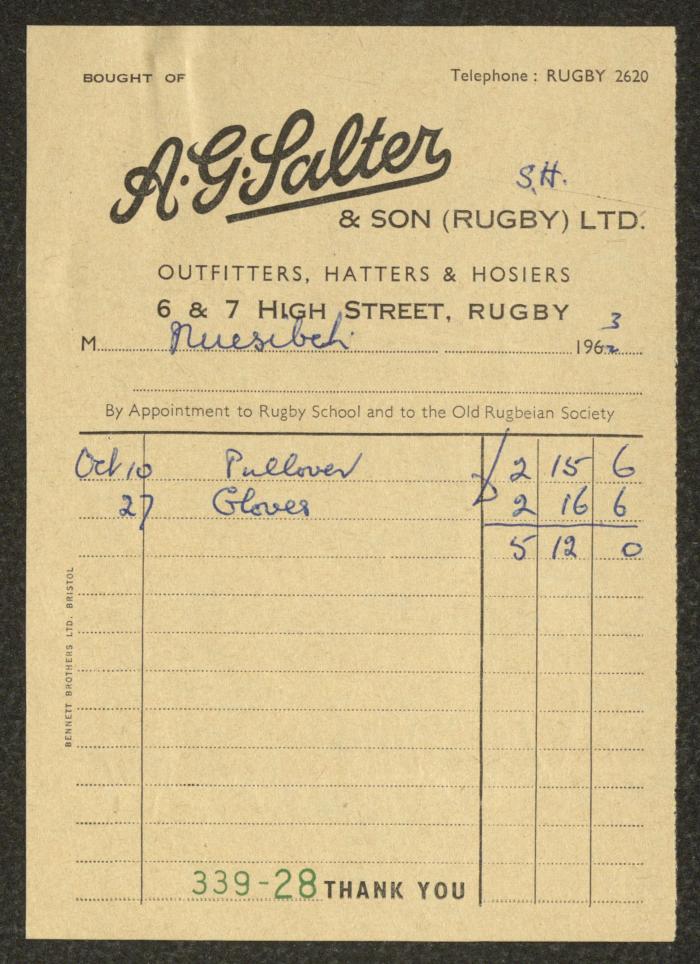 BOUGHT OF
Telephone : RUGBY 2620
A.G. Salter
S.H.
& SON (RUGBY) LTD.
OUTFITTERS, HATTERS & HOSIERS
6 & 7 HIGH STREET, RUGBY
M Nuesibeh 1963
By Appointment to Rugby School and to the Old Rugbeian Society
Oct 10 Pullover 2 15 6
27 Gloves 2 16 6
5 12 0
BENNETT BROTHERS LTD. BRISTOL
339-28 THANK YOU